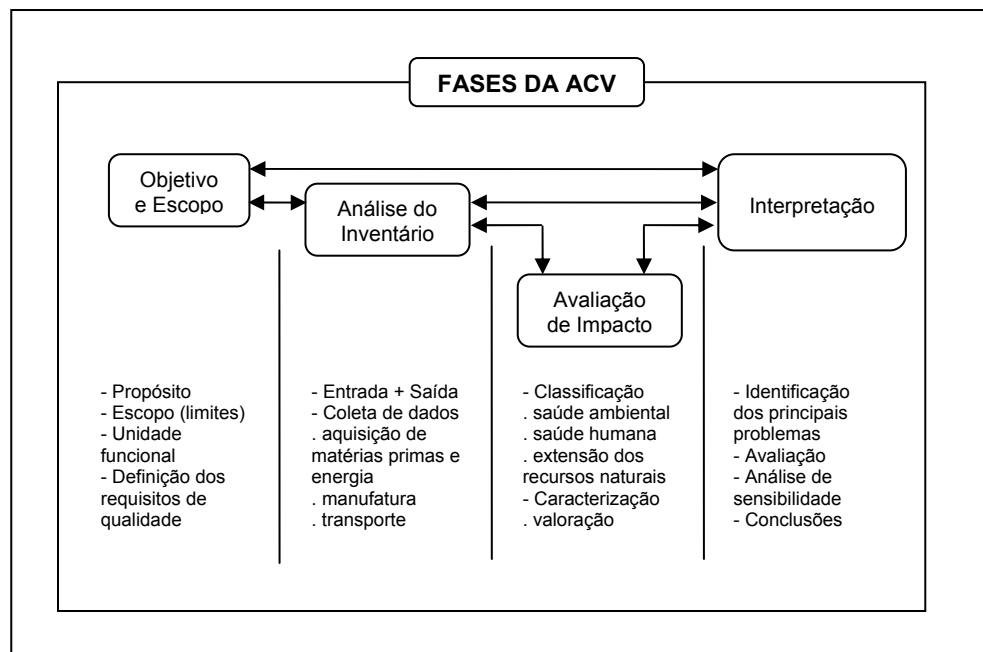 FASES DA ACV
Objetivo
e Escopo
Análise do
Inventário
Interpretação
Avaliação
de Impacto
- Propósito
- Escopo (limites)
- Unidade
funcional
- Definição dos
requisitos de
qualidade
- Entrada + Saída
- Coleta de dados
. aquisição de
matérias primas e
energia
. manufatura
. transporte
- Classificação
. saúde ambiental
. saúde humana
. extensão dos
recursos naturais
- Caracterização
. valoração
- Identificação
dos principais
problemas
- Avaliação
- Análise de
sensibilidade
- Conclusões